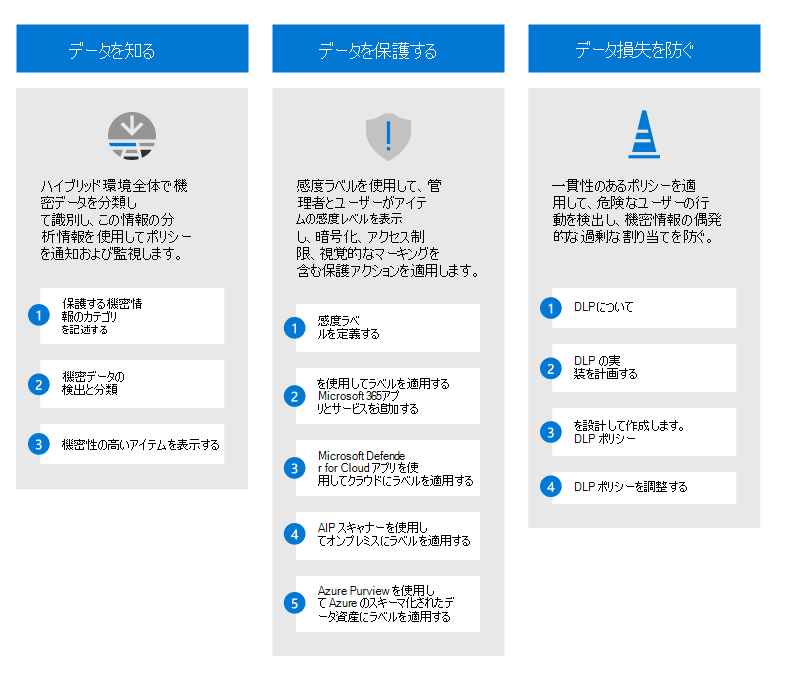 データを知る
ハイブリッド環境全体で機
密データを分類し
て識別し、この情報の分
析情報を使用してポリシー
を通知および監視します。
1
保護する機密情
報のカテゴリ
を記述する
2
機密データの
検出と分類
3
機密性の高いアイテムを表示する
データを保護する
感度ラベルを使用して、管
理者とユーザーがアイテ
ムの感度レベルを表示
し、暗号化、アクセス制
限、視覚的なマーキングを
含む保護アクションを適用します。
1
感度ラベ
ルを定義する
2
を使用してラベルを適用する
Microsoft 365アプ
リとサービスを追加する
3
Microsoft Defende
r for Cloud アプリを使
用してクラウドにラベルを適用する
4
AIP スキャナーを使用し
てオンプレミスにラベルを適用する
5
Azure Purview を使用し
て Azure のスキーマ化されたデ
ータ資産にラベルを適用する
データ損失を防ぐ
一貫性のあるポリシーを適
用して、危険なユーザーの行
動を検出し、機密情報の偶発
的な過剰な割り当てを防ぐ。
1
DLPについて
2
DLP の実
装を計画する
3
を設計して作成します。
DLP ポリシー
4
DLP ポリシーを調整する